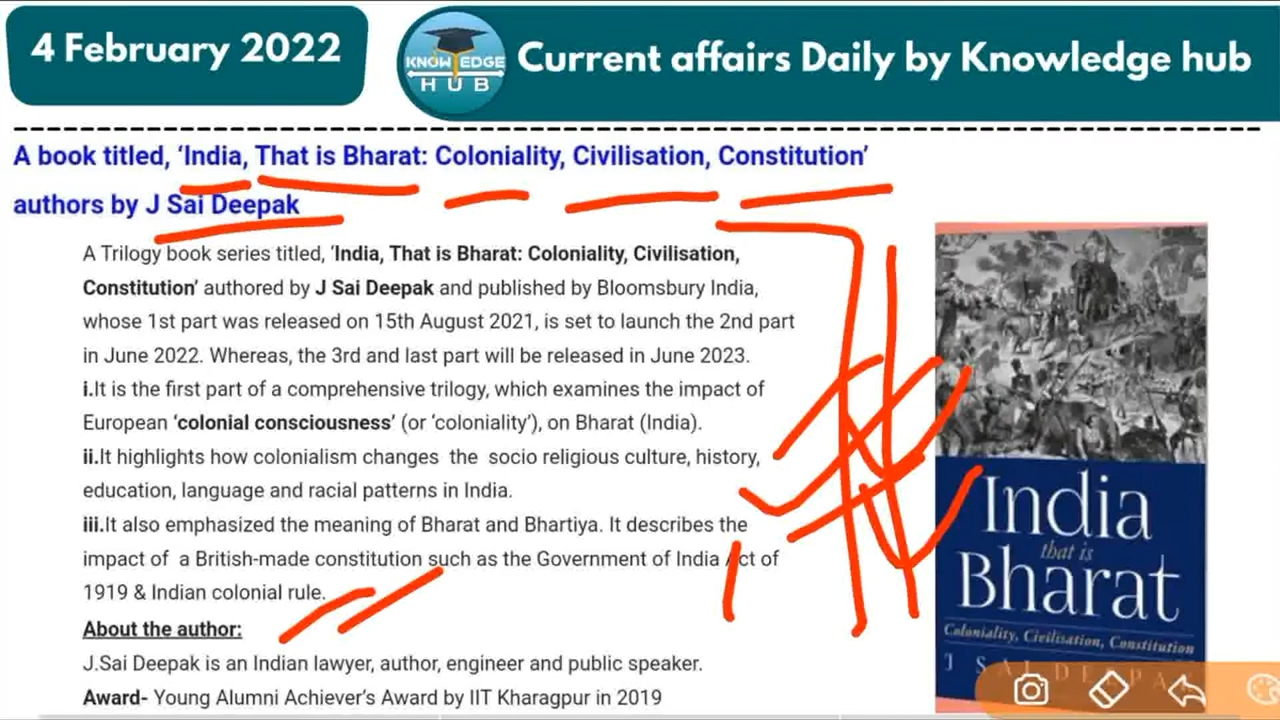 4 February 2022
KNOWLEDGE
HUB
Current affairs Daily by Knowledge hub
A book titled, ‘India, That is Bharat: Coloniality, Civilisation, Constitution’
authors by J Sai Deepak
A Trilogy book series titled, ‘India, That is Bharat: Coloniality, Civilisation,
Constitution’ authored by J Sai Deepak and published by Bloomsbury India,
whose 1st part was released on 15th August 2021, is set to launch the 2nd part
in June 2022. Whereas, the 3rd and last part will be released in June 2023.
i.It is the first part of a comprehensive trilogy, which examines the impact of
European ‘colonial consciousness’ (or ‘coloniality’), on Bharat (India).
ii.It highlights how colonialism changes the socio religious culture, history,
education, language and racial patterns in India.
iii.It also emphasized the meaning of Bharat and Bhartiya. It describes the
impact of a British-made constitution such as the Government of India Act of
1919 & Indian colonial rule.
About the author:
J.Sai Deepak is an Indian lawyer, author, engineer and public speaker.
Award- Young Alumni Achiever’s Award by IIT Kharagpur in 2019
India
that is
Bharat
Coloniality, Civilisation, Constitution
J SAI DEEPAK